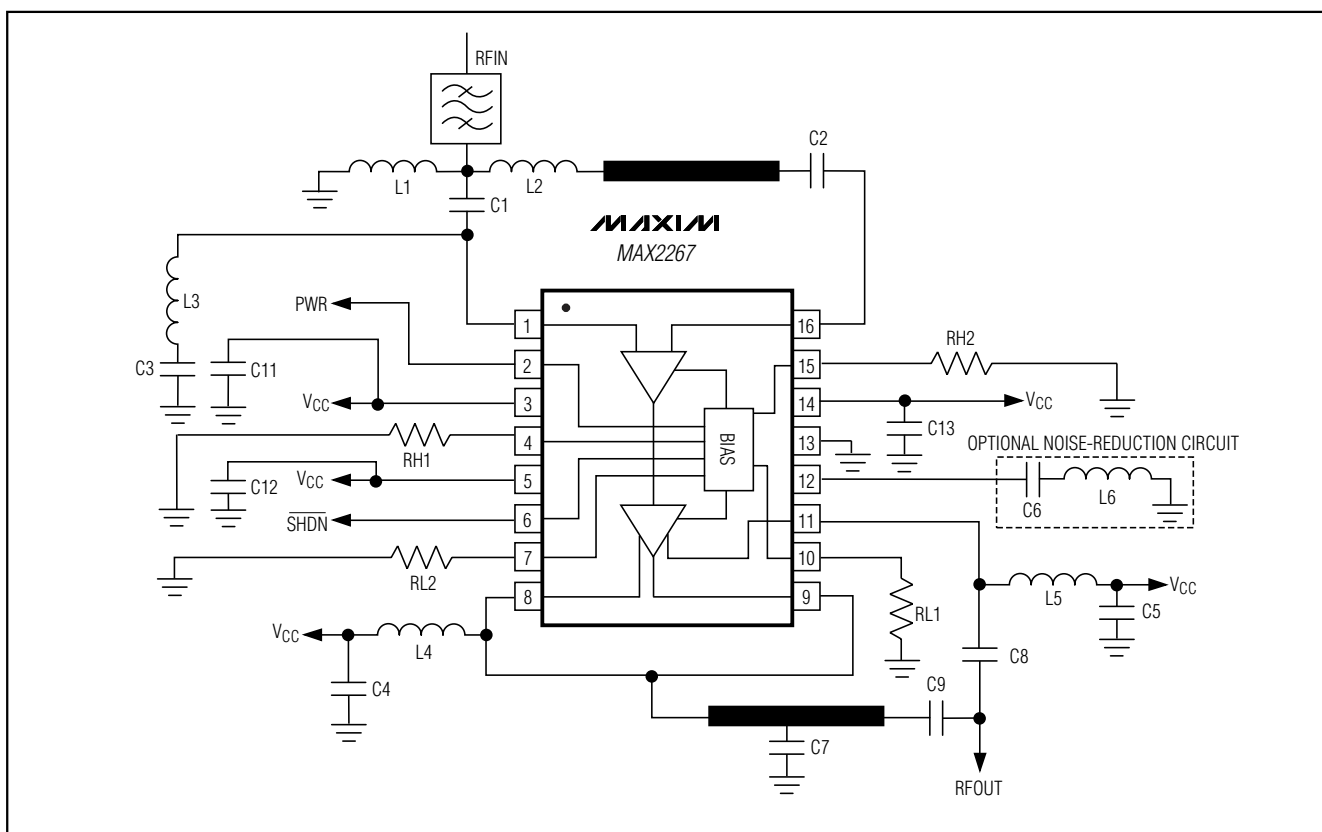 RFIN
C2
L1
L2
C1
MAXIM
MAX2267
L3
PWR
1
16
RH2
C3
C11
2
15
VCC
3
14
VCC
C13
RH1
4
BIAS
13
OPTIONAL NOISE-REDUCTION CIRCUIT
C12
VCC
5
12
C6
L6
SHDN
6
11
RL2
7
10
8
9
RL1
L5
VCC
C5
VCC
L4
C8
C4
C9
C7
RFOUT